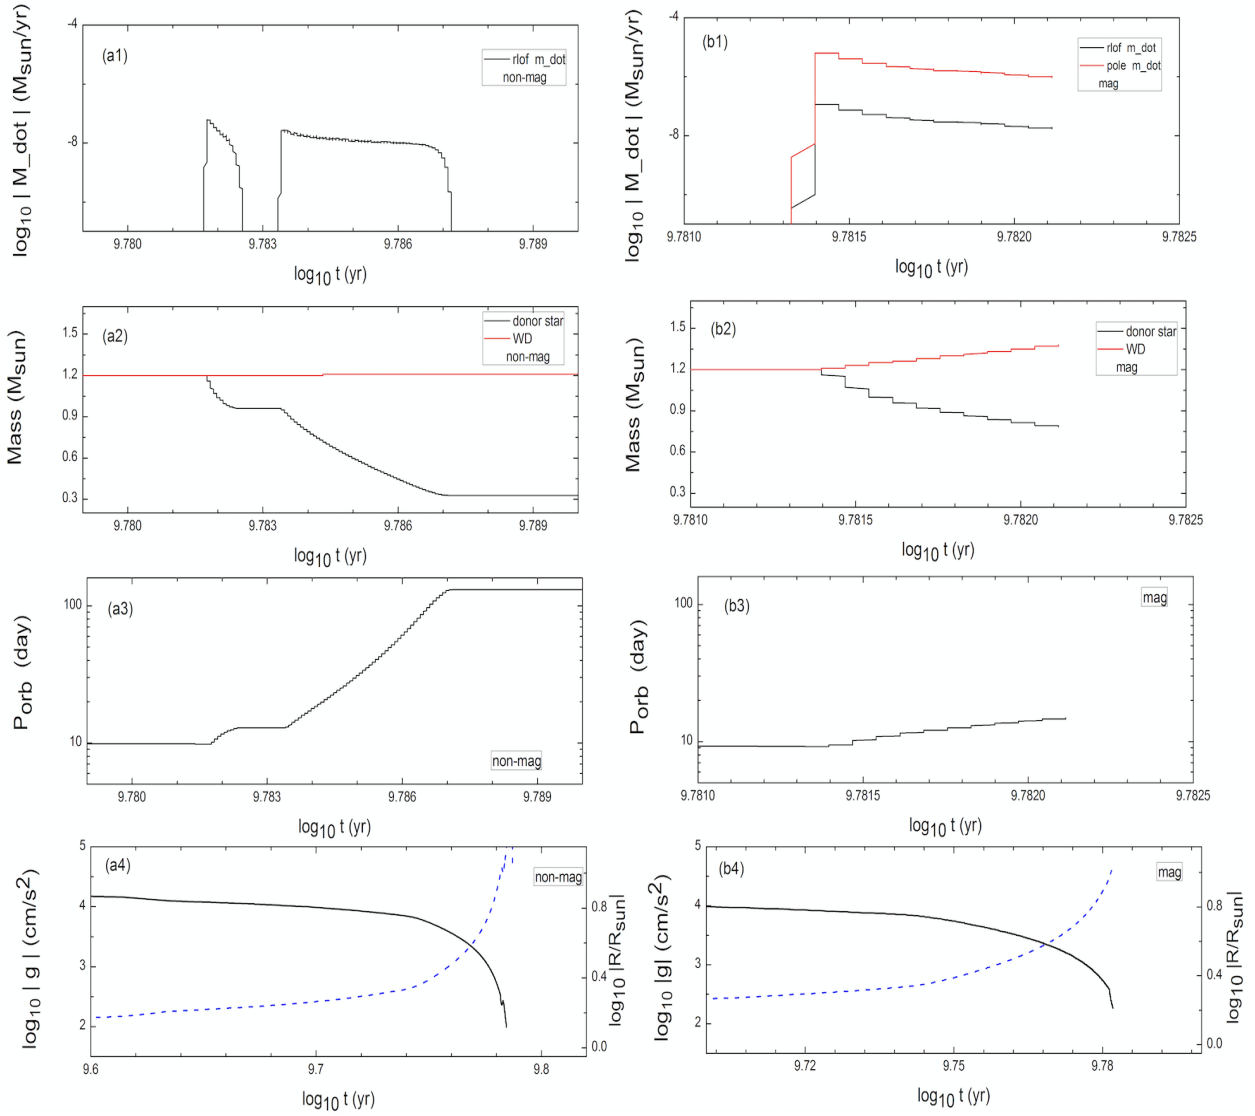 (a1)
rlof m_dot
non-mag
-4
-8
log10 | M_dot | (Msun/yr)
9.780 9.783 9.786 9.789
log10 t (yr)
(b1)
rlof m_dot
pole m_dot
mag
-4
-8
log10 | M_dot | (Msun/yr)
9.7810 9.7815 9.7820 9.7825
log10 t (yr)
(a2)
donor star
WD
non-mag
1.5
1.2
0.9
0.6
0.3
Mass (Msun)
9.780 9.783 9.786 9.789
log10 t (yr)
(b2)
donor star
WD
mag
1.5
1.2
0.9
0.6
0.3
Mass (Msun)
9.7810 9.7815 9.7820 9.7825
log10 t (yr)
(a3)
non-mag
100
10
Porb (day)
9.780 9.783 9.786 9.789
log10 t (yr)
(b3)
mag
100
10
Porb (day)
9.7810 9.7815 9.7820 9.7825
log10 t (yr)
(a4)
non-mag
5
4
3
2
log10 | g | (cm/s2)
0.8
0.4
0.0
log10 |R/Rsun|
9.6 9.7 9.8
log10 t (yr)
(b4)
mag
5
4
3
2
log10 |g| (cm/s2)
0.8
0.4
0.0
log10 |R/Rsun|
9.72 9.75 9.78
log10 t (yr)